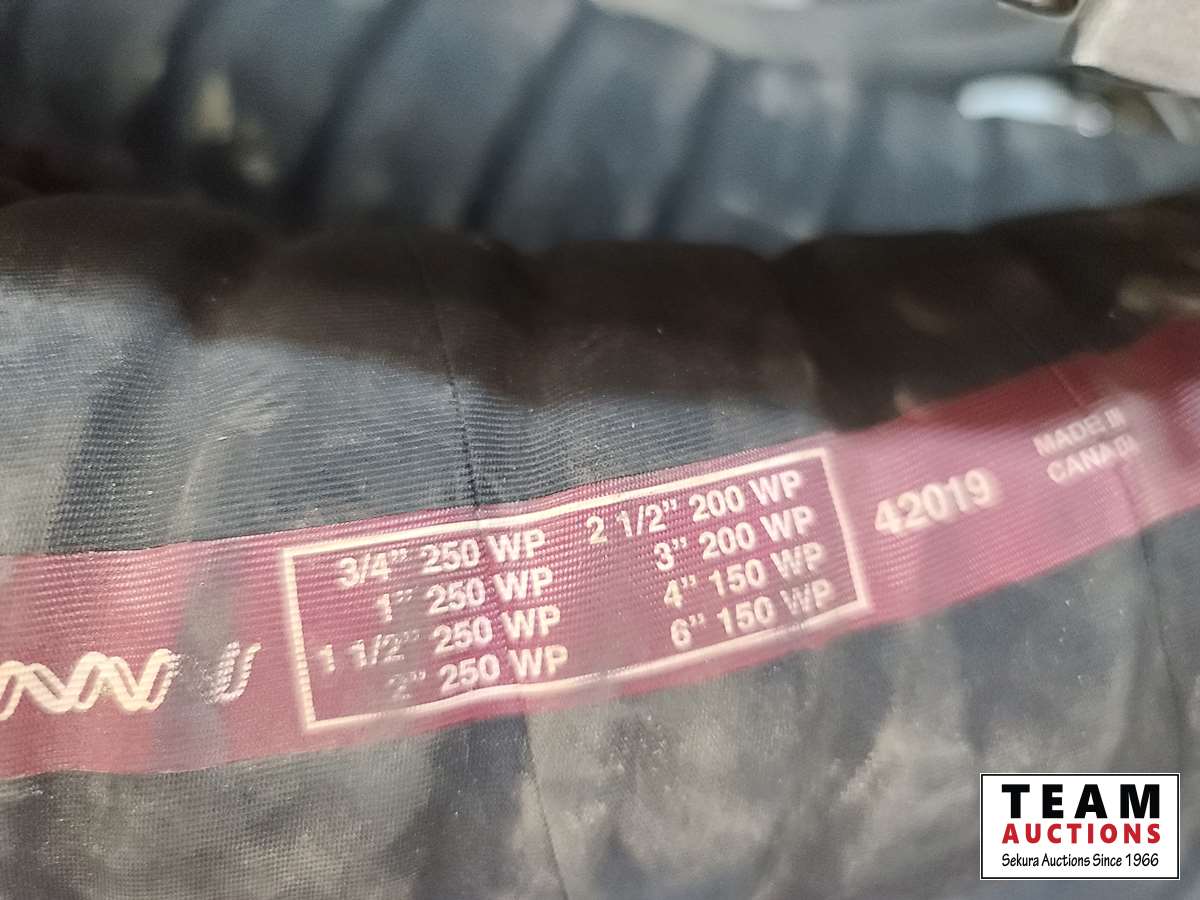 3/4” 250 WP
1” 250 WP
1 1/2” 250 WP
2” 250 WP
2 1/2” 200 WP
3” 200 WP
4” 150 WP
6” 150 WP
42019
MADE IN
CANADA
TEAM
AUCTIONS
Sekura Auctions Since 1966